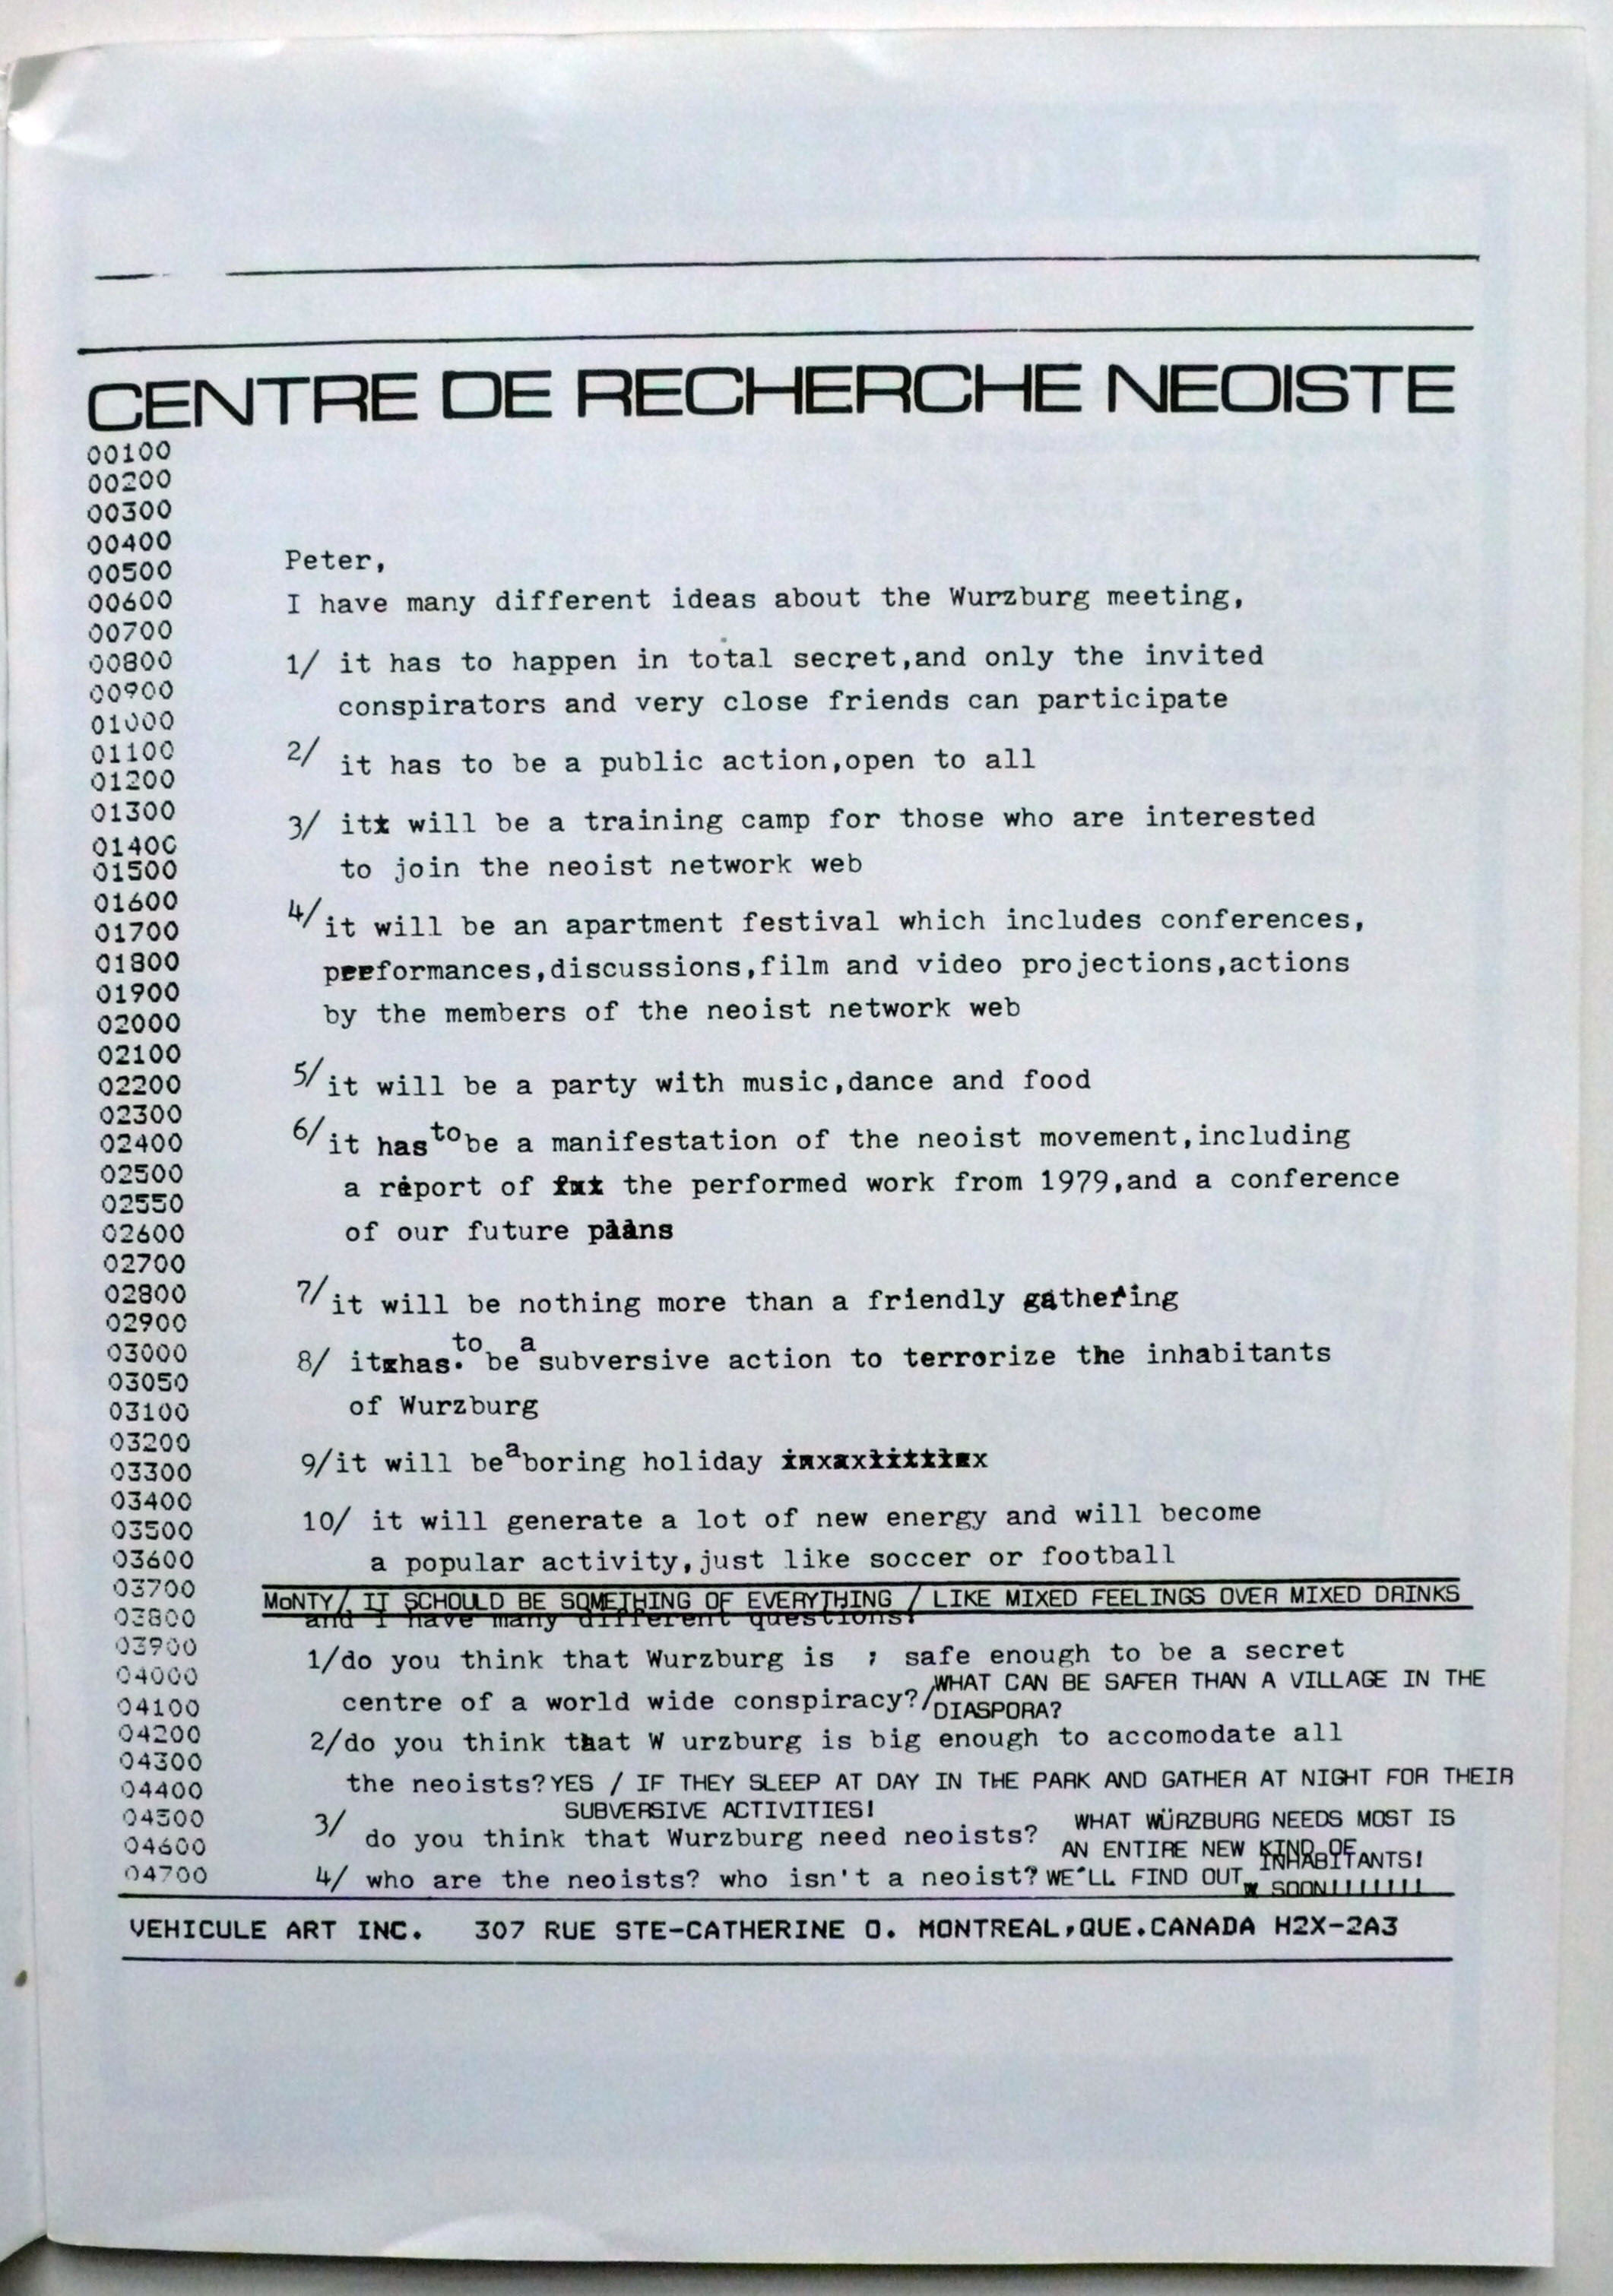 CENTRE DE RECHERCHE NEOISTE
00100
00200
00300
00400
00500
00600
00700
00800
00900
01000
01100
01200
01300
01400
01500
01600
01700
01800
01900
02000
02100
02200
02300
02400
02500
02550
02600
02700
02800
02900
03000
03050
03100
03200
03300
03400
03500
03600
03700
03800
03900
04000
04100
04200
04300
04400
04500
04600
04700
Peter,
I have many different ideas about the Wurzburg meeting,
1/ it has to happen in total secret,and only the invited
conspirators and very close friends can participate
2/ it has to be a public action,open to all
3/ it will be a training camp for those who are interested
to join the neoist network web
4/it will be an apartment festival which includes conferences,
performances,discussions,film and video projections,actions
by the members of the neoist network web
5/it will be a party with music,dance and food
6/it has to be a manifestation of the neoist movement,including
a report of the performed work from 1979,and a conference
of our future plans
7/it will be nothing more than a friendly gathering
8/ it has to be a subversive action to terrorize the inhabitants
of Wurzburg
9/it will be a boring holiday
10/ it will generate a lot of new energy and will become
a popular activity,just like soccer or football
MoNTY/ IT SCHOULD BE SOMETHING OF EVERYTHING / LIKE MIXED FEELINGS OVER MIXED DRINKS
and I have many different questions:
1/do you think that Wurzburg is ; safe enough to be a secret
centre of a world wide conspiracy?/WHAT CAN BE SAFER THAN A VILLAGE IN THE
DIASPORA?
2/do you think that W urzburg is big enough to accomodate all
the neoists?YES / IF THEY SLEEP AT DAY IN THE PARK AND GATHER AT NIGHT FOR THEIR
SUBVERSIVE ACTIVITIES!
3/ do you think that Wurzburg need neoists? WHAT WÜRZBURG NEEDS MOST IS
AN ENTIRE NEW KIND OF
INHABITANTS!
4/ who are the neoists? who isn't a neoist? WE'LL FIND OUT
SOON!!!!!!!
VEHICULE ART INC. 307 RUE STE-CATHERINE O. MONTREAL,QUE.CANADA H2X-2A3